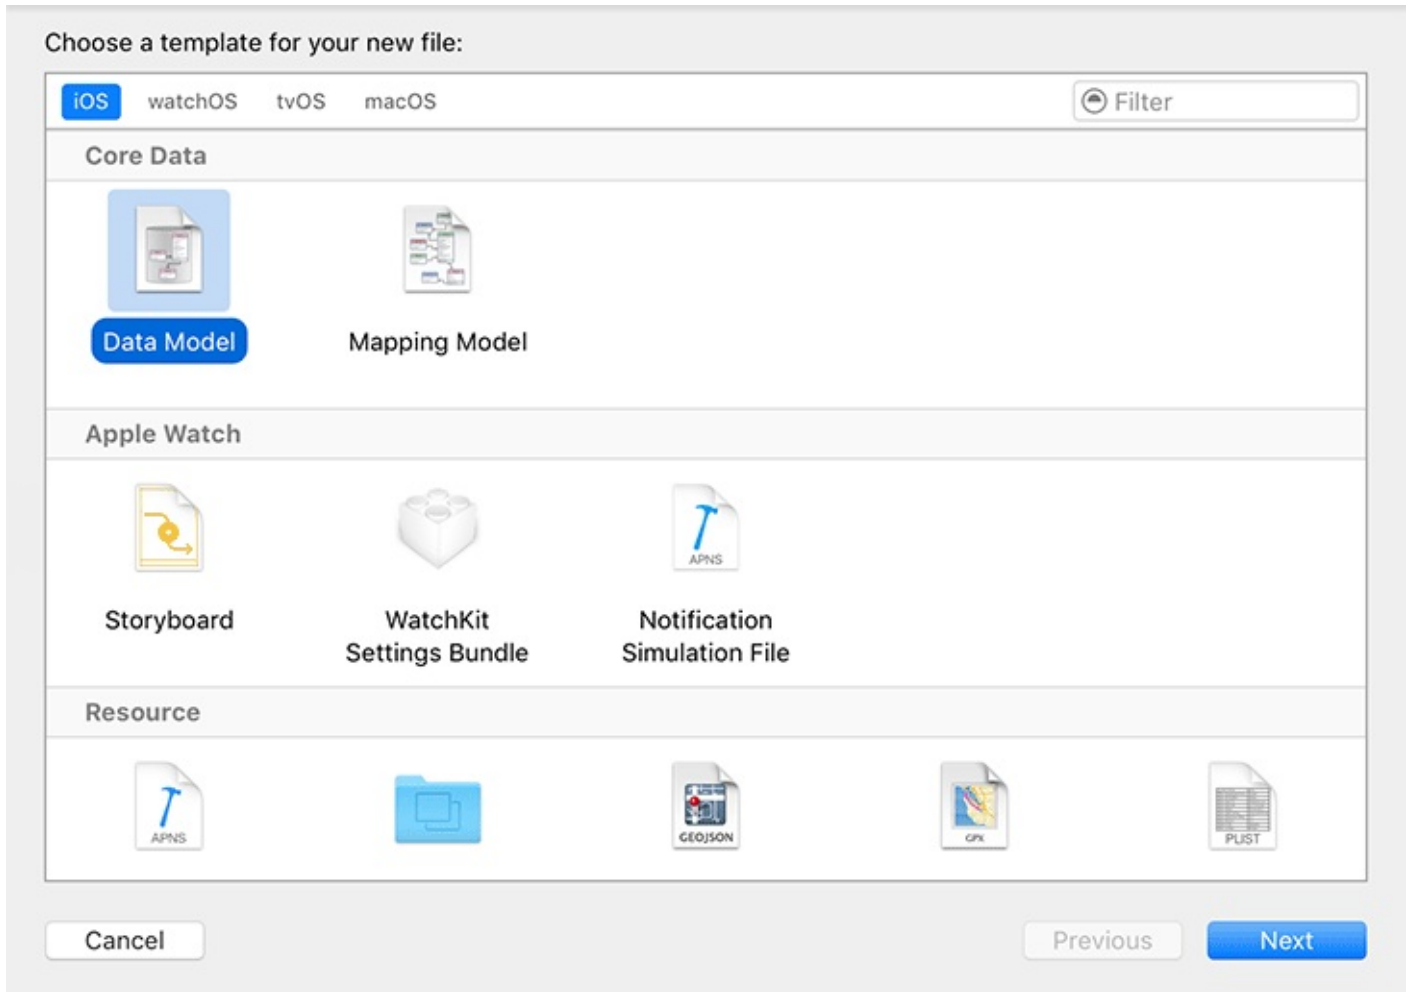 Choose a template for your new file:
iOS watchOS tvOS macOS Filter
Core Data
Data Model Mapping Model
Apple Watch
APNS
Storyboard WatchKit Notification
Settings Bundle Simulation File
Resource
APNS GEOJSON GPX PLIST
Cancel Previous Next